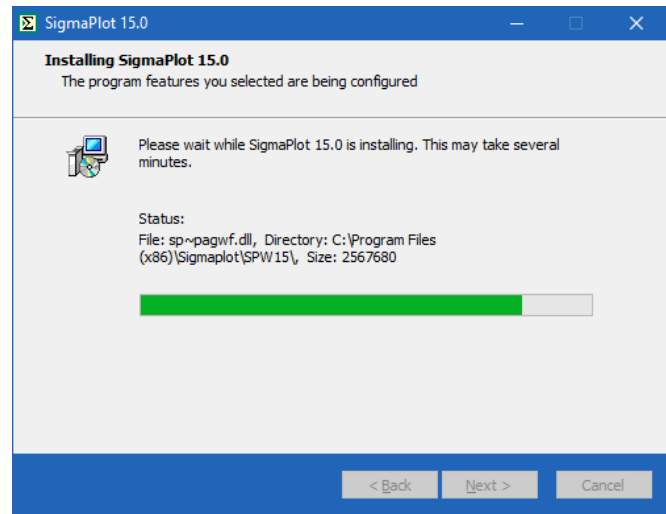 SigmaPlot 15.0
Installing SigmaPlot 15.0
The program features you selected are being configured
Please wait while SigmaPlot 15.0 is installing. This may take several
minutes.
Status:
File: sp~pagwf.dll, Directory: C:\Program Files
(x86)\Sigmaplot\SPW15\, Size: 2567680
< Back Next > Cancel